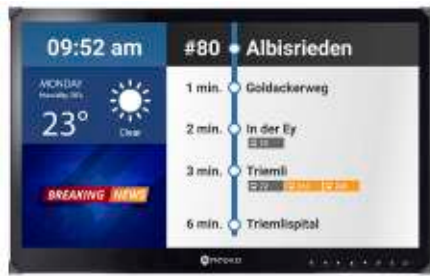 09:52 am
#80 Albisrieden
MONDAY
23°
Clear
BREAKING NEWS
1 min. Goldackerweg
2 min. In der Ey
3 min. Triemli
6 min. Triemlispital